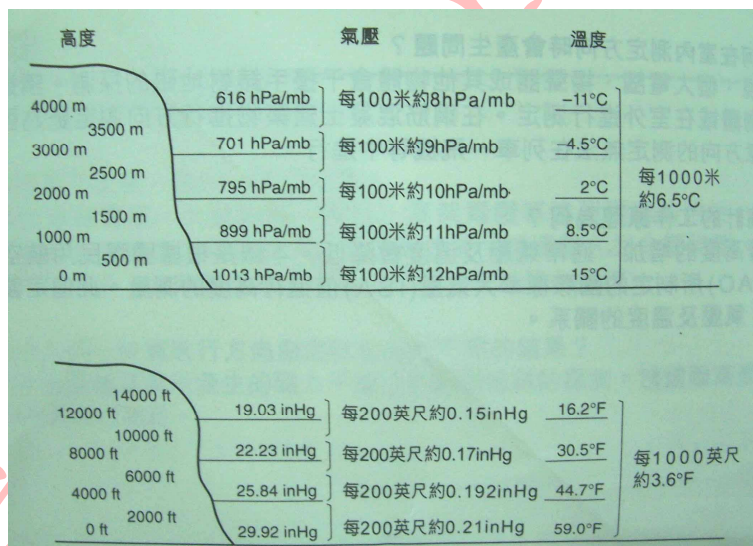 高度 氣壓 溫度
4000 m 616 hPa/mb 每100米約8hPa/mb –11°C
3500 m
3000 m 701 hPa/mb 每100米約9hPa/mb –4.5°C
2500 m
2000 m 795 hPa/mb 每100米約10hPa/mb 2°C 每1000米
約6.5°C
1500 m
1000 m 899 hPa/mb 每100米約11hPa/mb 8.5°C
500 m
0 m 1013 hPa/mb 每100米約12hPa/mb 15°C
14000 ft
12000 ft 19.03 inHg 每200英尺約0.15inHg 16.2°F
10000 ft
8000 ft 22.23 inHg 每200英尺約0.17inHg 30.5°F 每1000英尺
約3.6°F
6000 ft
4000 ft 25.84 inHg 每200英尺約0.192inHg 44.7°F
2000 ft
0 ft 29.92 inHg 每200英尺約0.21inHg 59.0°F